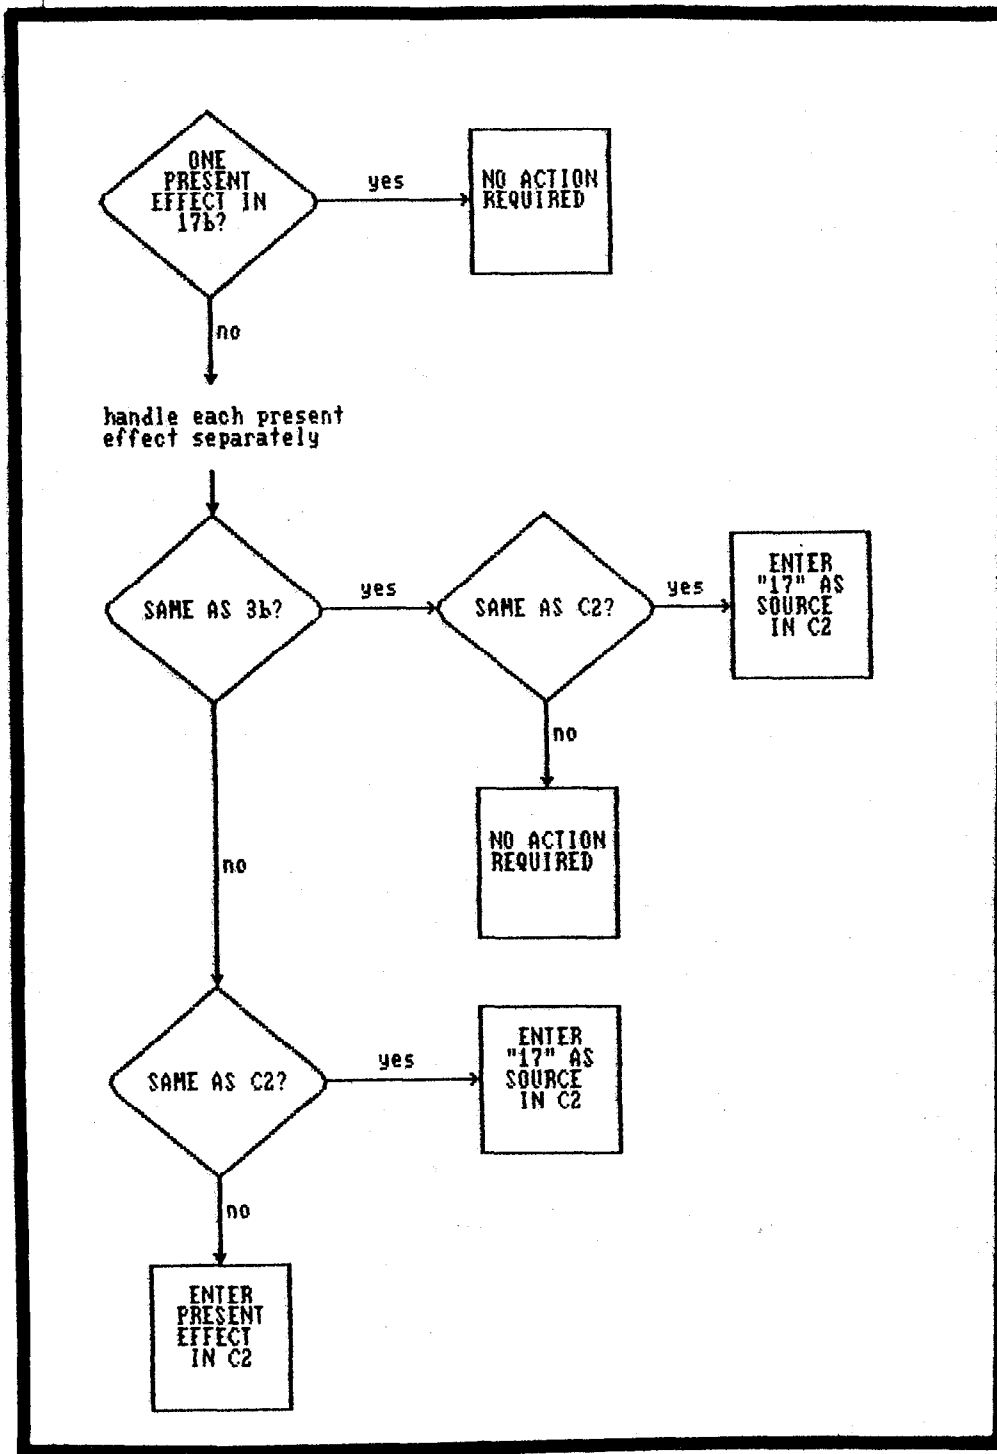 ONE
PRESENT
EFFECT IN
17b?
yes
NO ACTION
REQUIRED
no
handle each present
effect separately
SAME AS 3b?
yes
SAME AS C2?
yes
ENTER
"17" AS
SOURCE
IN C2
no
NO ACTION
REQUIRED
no
SAME AS C2?
yes
ENTER
"17" AS
SOURCE
IN C2
no
ENTER
PRESENT
EFFECT
IN C2